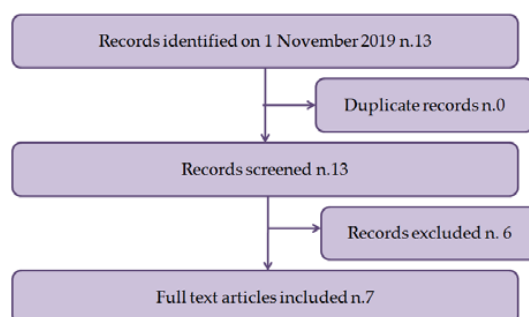 Records identified on 1 November 2019 n.13
Duplicate records n.0
Records screened n.13
Records excluded n. 6
Full text articles included n.7